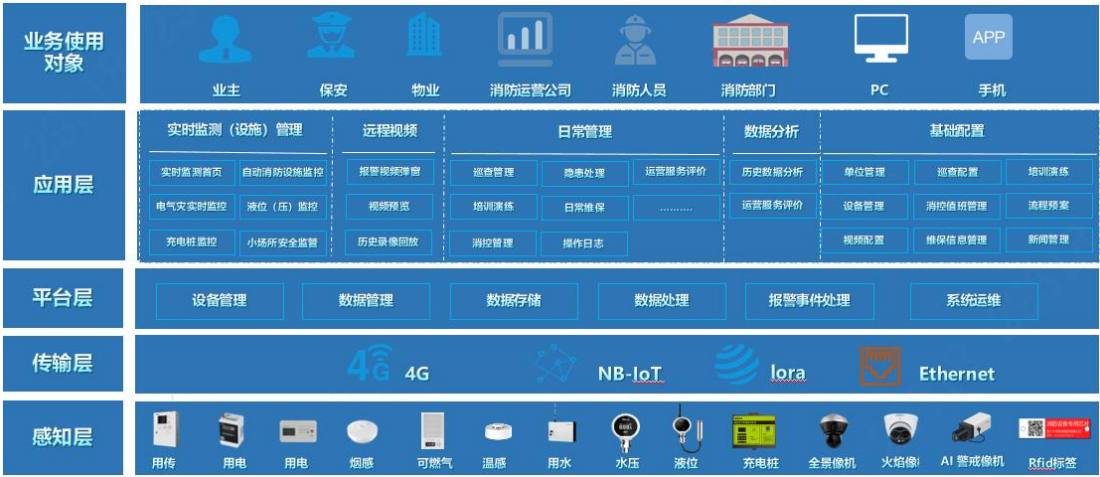 业务使用
对象
业主
保安
物业
消防运营公司
消防人员
消防部门
PC
APP
手机
应用层
实时监测（设施）管理
远程视频
日常管理
数据分析
基础配置
实时监测首页
自动消防设施监控
报警视频弹窗
巡查管理
隐患处理
运营服务评价
历史数据分析
单位管理
巡查配置
培训演练
电气火实时监控
液位（压）监控
视频预览
培训演练
日常维保
..........
运营服务评价
设备管理
消控值班管理
流程预案
充电桩监控
小场所安全监管
历史录像回放
消控管理
操作日志
视频配置
维保信息管理
新闻管理
平台层
设备管理
数据管理
数据存储
数据处理
报警事件处理
系统运维
传输层
4G
4G
NB-IoT
lora
Ethernet
感知层
用传
用电
用电
烟感
可燃气
温感
用水
水压
液位
充电桩
全景像机
火焰像
AI 警戒像机
Rfid标签